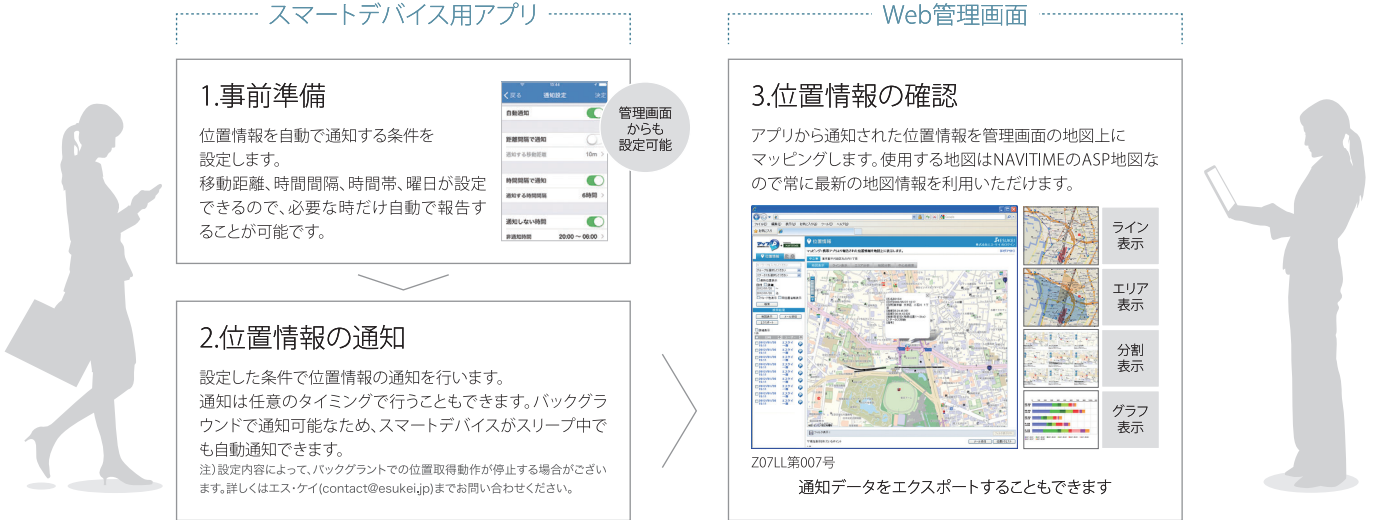 スマートデバイス用アプリ
1.事前準備
位置情報を自動で通知する条件を
設定します。
移動距離、時間間隔、時間帯、曜日が設定
できるので、必要な時だけ自動で報告す
ることが可能です。
戻る 通知設定 決定
自動通知
距離間隔で通知
通知する移動距離 10m
時間間隔で通知
通知する時間間隔 6時間
通知しない時間
非通知時間 20:00 ～ 06:00
管理画面
からも
設定可能
2.位置情報の通知
設定した条件で位置情報の通知を行います。
通知は任意のタイミングで行うこともできます。バックグラ
ウンドで通知可能なため、スマートデバイスがスリープ中で
も自動通知できます。
注）設定内容によって、バックグラントでの位置取得動作が停止する場合がござい
ます。詳しくはエス・ケイ(contact@esukei.jp)までお問い合わせください。
Web管理画面
3.位置情報の確認
アプリから通知された位置情報を管理画面の地図上に
マッピングします。使用する地図はNAVITIMEのASP地図な
ので常に最新の地図情報を利用いただけます。
位置情報
ライン
表示
エリア
表示
分割
表示
グラフ
表示
Z07LL第007号
通知データをエクスポートすることもできます